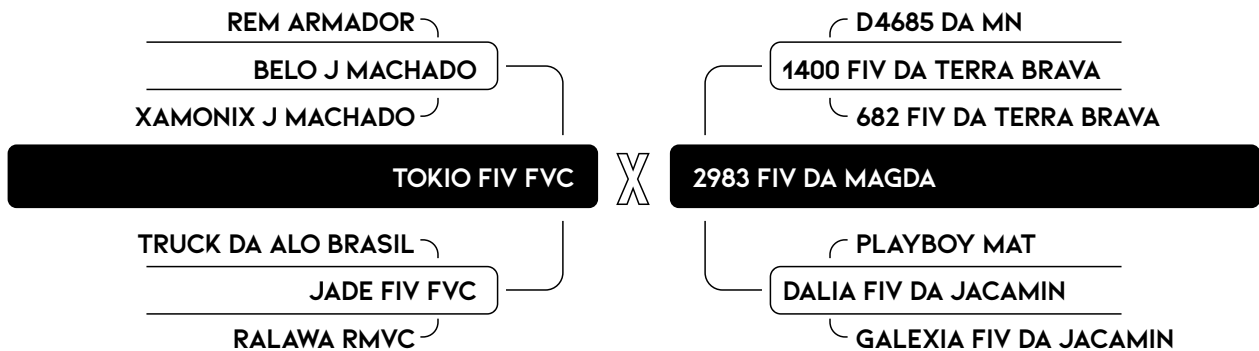 REM ARMADOR
BELO J MACHADO
XAMONIX J MACHADO
TOKIO FIV FVC
TRUCK DA ALO BRASIL
JADE FIV FVC
RALAWA RMVC
X
D4685 DA MN
1400 FIV DA TERRA BRAVA
682 FIV DA TERRA BRAVA
2983 FIV DA MAGDA
PLAYBOY MAT
DALIA FIV DA JACAMIN
GALEXIA FIV DA JACAMIN